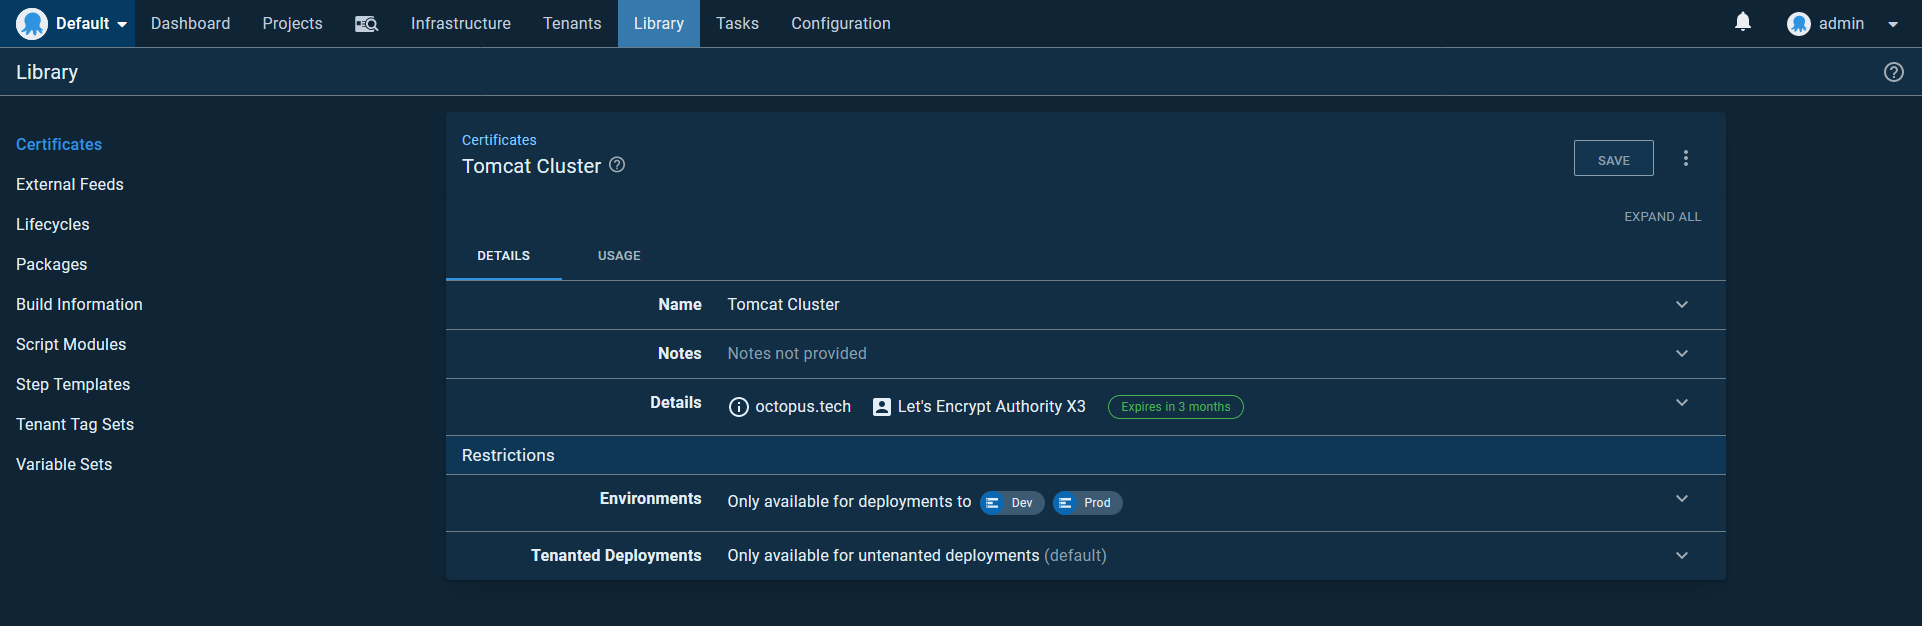 Default Dashboard Projects Infrastructure Tenants Library Tasks Configuration admin
Library
Certificates
External Feeds
Lifecycles
Packages
Build Information
Script Modules
Step Templates
Tenant Tag Sets
Variable Sets
Certificates
Tomcat Cluster
SAVE
EXPAND ALL
DETAILS USAGE
Name Tomcat Cluster
Notes Notes not provided
Details octopus.tech Let's Encrypt Authority X3 Expires in 3 months
Restrictions
Environments Only available for deployments to Dev Prod
Tenanted Deployments Only available for untenanted deployments (default)